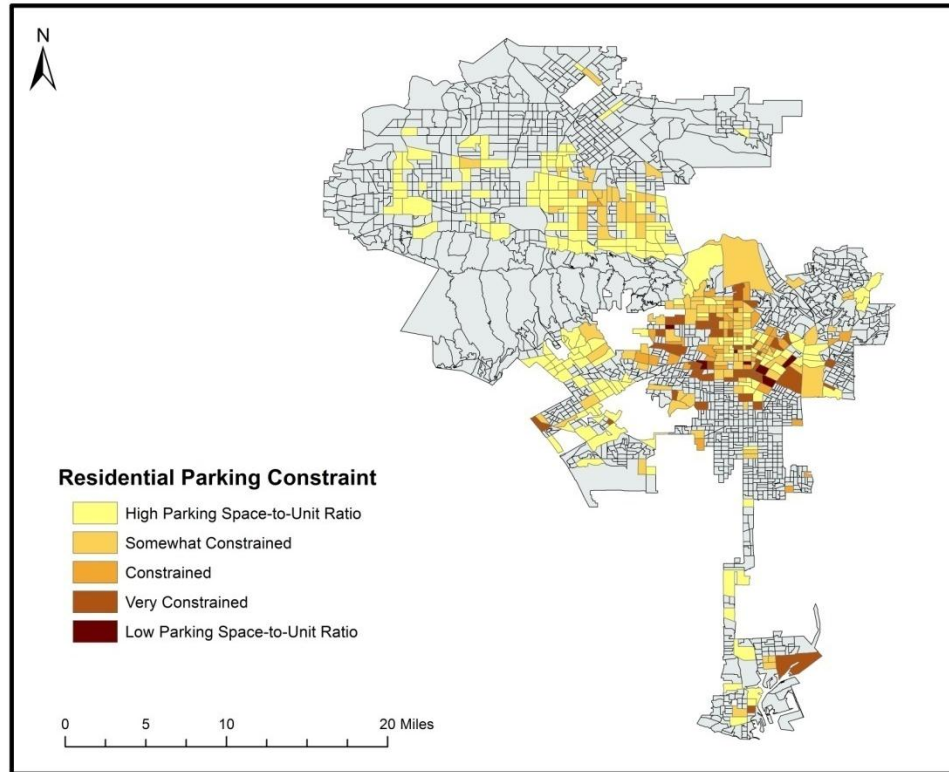 N
Residential Parking Constraint
High Parking Space-to-Unit Ratio
Somewhat Constrained
Constrained
Very Constrained
Low Parking Space-to-Unit Ratio
0 5 10 20 Miles